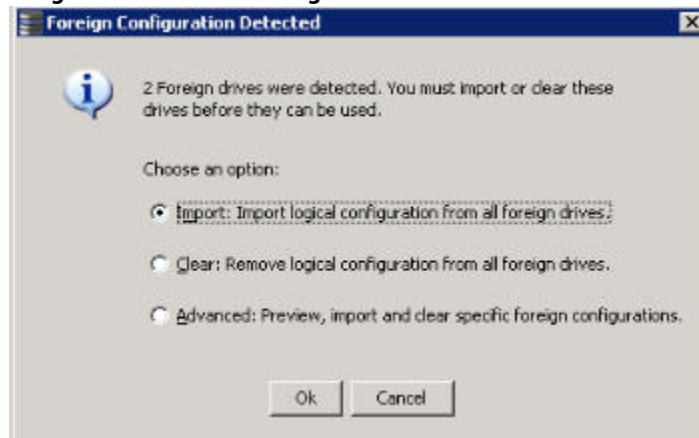 Foreign Configuration Detected
2 Foreign drives were detected. You must import or clear these
drives before they can be used.
Choose an option:
Import: Import logical configuration from all foreign drives.
Clear: Remove logical configuration from all foreign drives.
Advanced: Preview, import and clear specific foreign configurations.
Ok Cancel